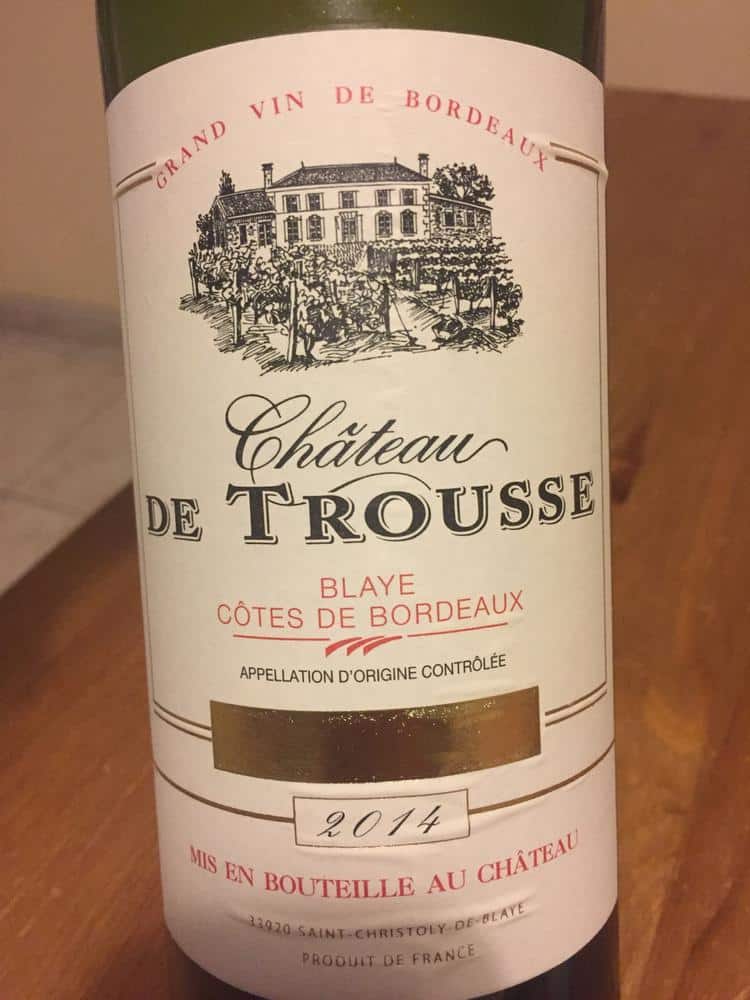 GRAND VIN DE BORDEAUX
Château
DE TROUSSE
BLAYE
CÔTES DE BORDEAUX
APPELLATION D'ORIGINE CONTRÔLÉE
2014
MIS EN BOUTEILLE AU CHÂTEAU
33920 SAINT-CHRISTOLY-DE-BLAYE
PRODUIT DE FRANCE